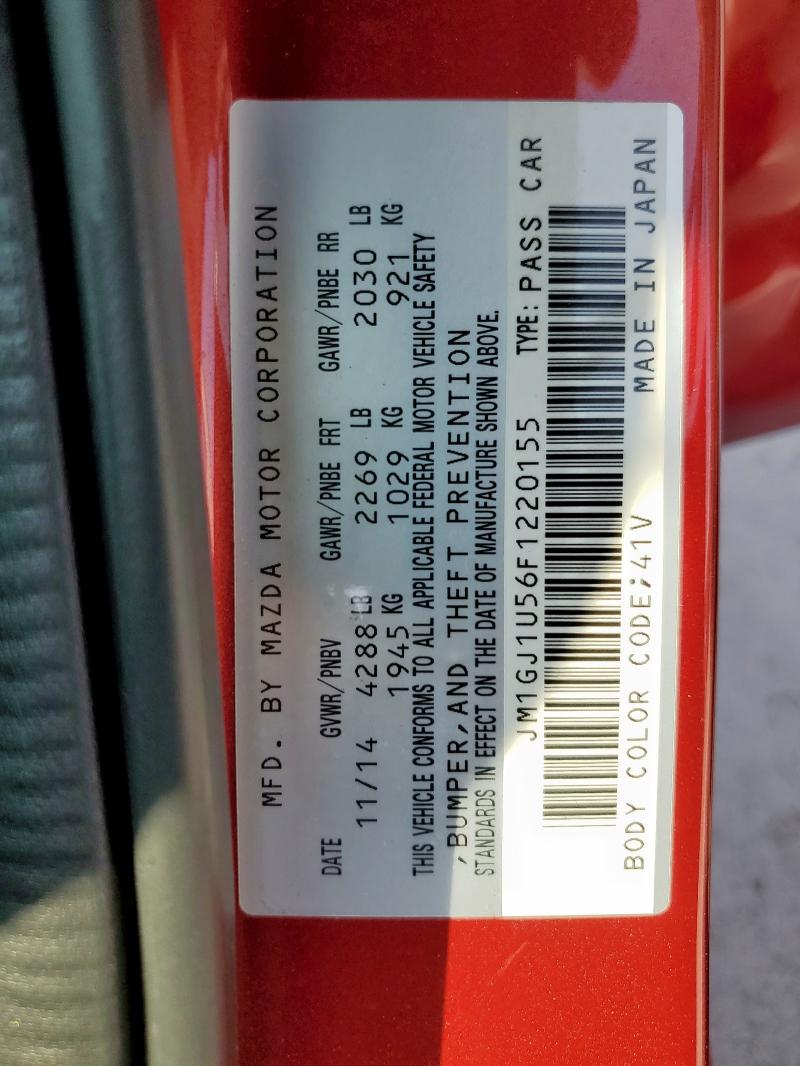 MFD. BY MAZDA MOTOR CORPORATION
DATE GVWR/PNBV GAWR/PNBE FRT GAWR/PNBE RR
11/14 4288 LB 2269 LB 2030 LB
1945 KG 1029 KG 921 KG
THIS VEHICLE CONFORMS TO ALL APPLICABLE FEDERAL MOTOR VEHICLE SAFETY
,BUMPER,AND THEFT PREVENTION
STANDARDS IN EFFECT ON THE DATE OF MANUFACTURE SHOWN ABOVE.
JM1GJ1U56F1220155 TYPE: PASS CAR
BODY COLOR CODE;41V MADE IN JAPAN